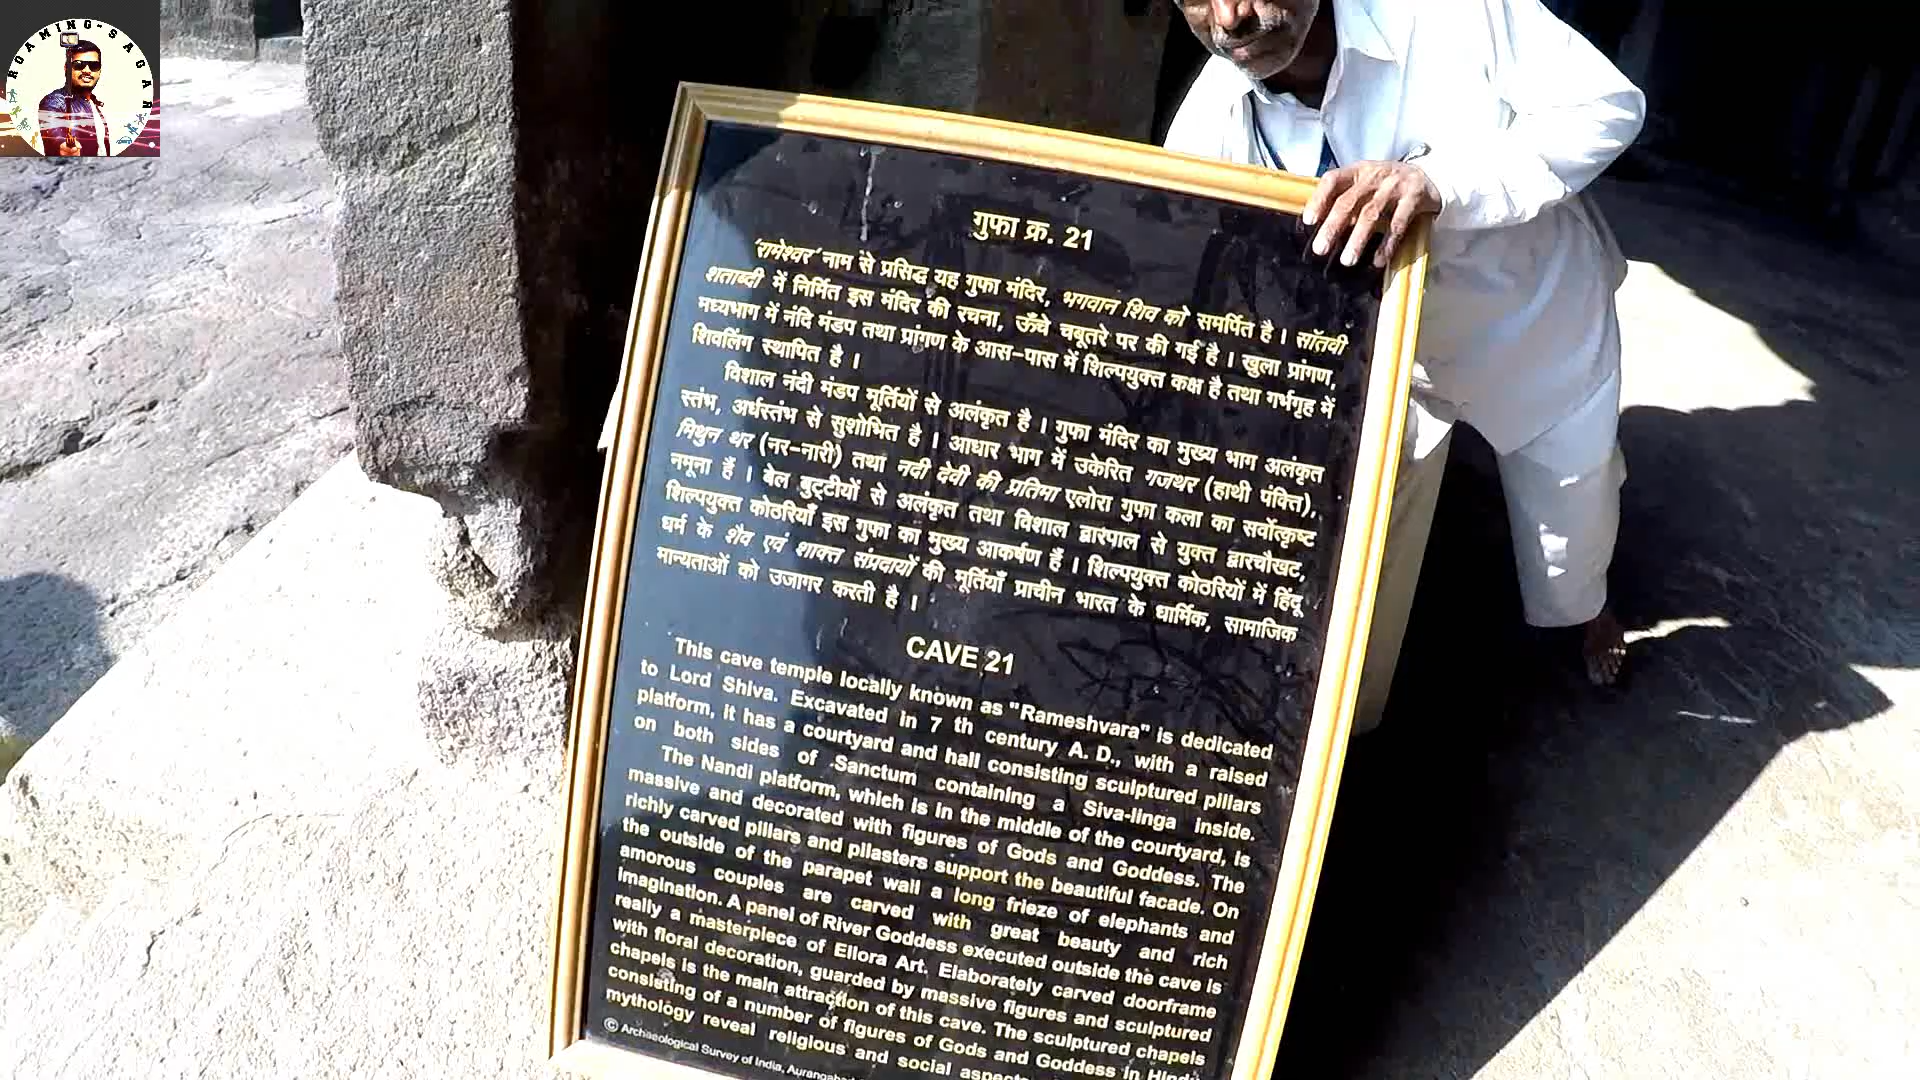 ROAMING-SAGAR
गुफा क्र. 21
'रामेश्वर' नाम से प्रसिद्ध यह गुफा मंदिर, भगवान शिव को समर्पित है। सॉतवी
शताब्दी में निर्मित इस मंदिर की रचना, ऊँचे चबूतरे पर की गई है। खुला प्रांगण,
मध्यभाग में नंदि मंडप तथा प्रांगण के आस-पास में शिल्पयुक्त कक्ष है तथा गर्भगृह में
शिवलिंग स्थापित है।
विशाल नंदी मंडप मूर्तियों से अलंकृत है। गुफा मंदिर का मुख्य भाग अलंकृत
स्तंभ, अर्धस्तंभ से सुशोभित है। आधार भाग में उकेरित गजथर (हाथी पंक्ति),
मिथुन थर (नर-नारी) तथा नदी देवी की प्रतिमा एलोरा गुफा कला का सर्वोत्कृष्ट
नमूना हैं। बेल बुट्टीयों से अलंकृत तथा विशाल द्वारपाल से युक्त द्वारचौखट,
शिल्पयुक्त कोठरियाँ इस गुफा का मुख्य आकर्षण हैं। शिल्पयुक्त कोठरियों में हिंदू
धर्म के शैव एवं शाक्त संप्रदायों की मूर्तियाँ प्राचीन भारत के धार्मिक, सामाजिक
मान्यताओं को उजागर करती है।
CAVE 21
This cave temple locally known as "Rameshvara" is dedicated
to Lord Shiva. Excavated in 7 th century A. D., with a raised
platform, it has a courtyard and hall consisting sculptured pillars
on both sides of Sanctum containing a Siva-linga inside.
The Nandi platform, which is in the middle of the courtyard, is
massive and decorated with figures of Gods and Goddess. The
richly carved pillars and pilasters support the beautiful facade. On
the outside of the parapet wall a long frieze of elephants and
amorous couples are carved with great beauty and rich
imagination. A panel of River Goddess executed outside the cave is
really a masterpiece of Ellora Art. Elaborately carved doorframe
with floral decoration, guarded by massive figures and sculptured
chapels is the main attraction of this cave. The sculptured chapels
consisting of a number of figures of Gods and Goddess in Hindu
mythology reveal religious and social
© Archaeological Survey of India,